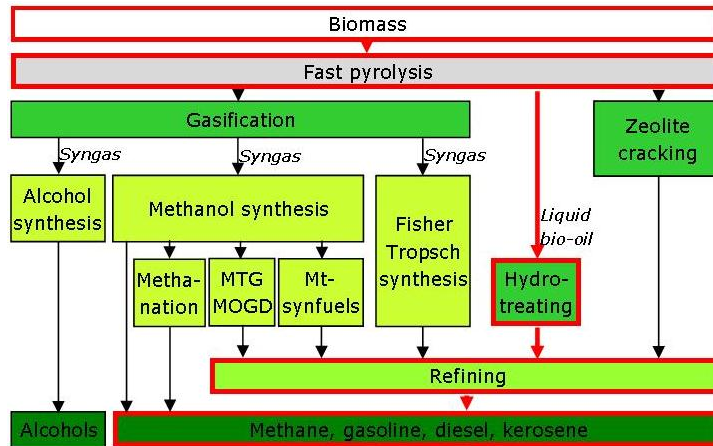 Biomass
Fast pyrolysis
Gasification
Zeolite
cracking
Syngas
Syngas
Syngas
Alcohol
synthesis
Methanol synthesis
Fisher
Tropsch
synthesis
Liquid
bio-oil
Metha-
nation
MTG
MOGD
Mt-
synfuels
Hydro-
treating
Refining
Alcohols
Methane, gasoline, diesel, kerosene